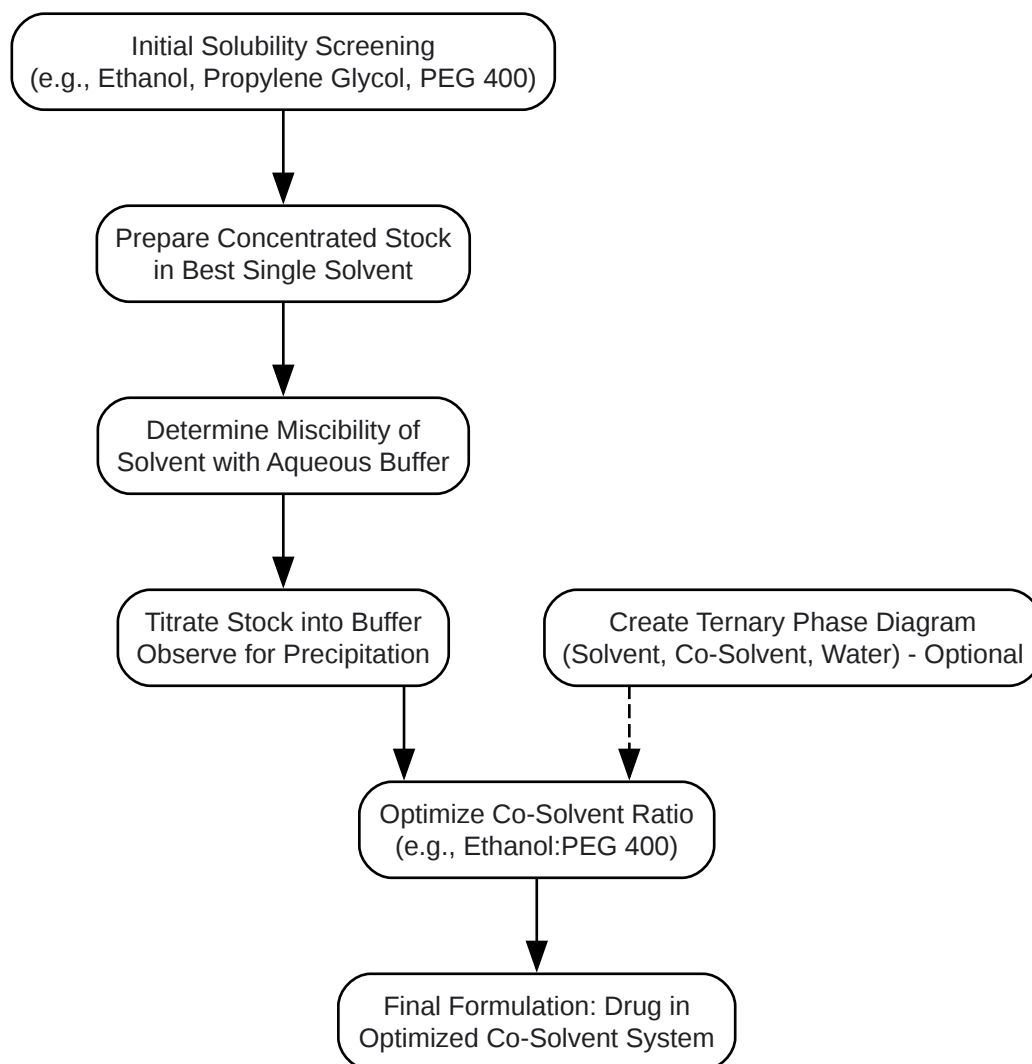 Initial Solubility Screening
(e.g., Ethanol, Propylene Glycol, PEG 400)
Prepare Concentrated Stock
in Best Single Solvent
Determine Miscibility of
Solvent with Aqueous Buffer
Titrate Stock into Buffer
Observe for Precipitation
Create Ternary Phase Diagram
(Solvent, Co-Solvent, Water) - Optional
Optimize Co-Solvent Ratio
(e.g., Ethanol:PEG 400)
Final Formulation: Drug in
Optimized Co-Solvent System